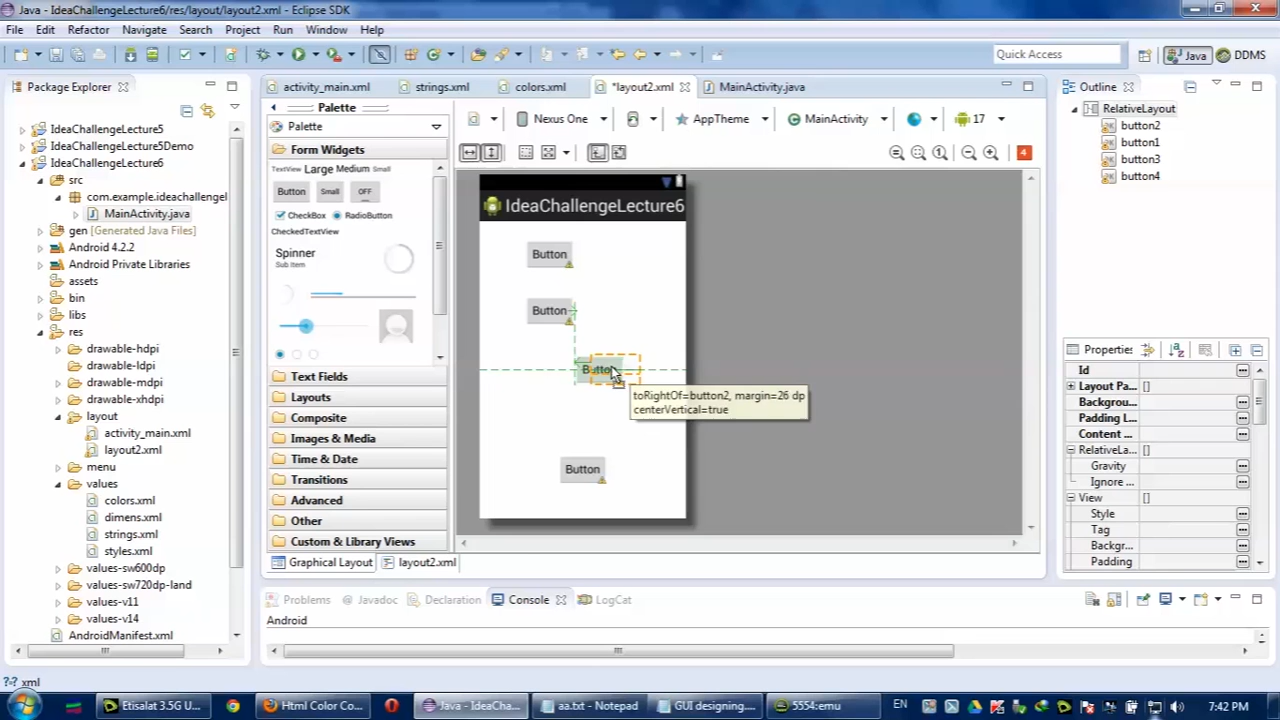 Java - IdeaChallengeLecture6/res/layout/layout2.xml - Eclipse SDK
File Edit Refactor Navigate Search Project Run Window Help
Quick Access
Java
DDMS
Package Explorer
IdeaChallengeLecture5
IdeaChallengeLecture5Demo
IdeaChallengeLecture6
src
com.example.ideachallengel
MainActivity.java
gen [Generated Java Files]
Android 4.2.2
Android Private Libraries
assets
bin
libs
res
drawable-hdpi
drawable-ldpi
drawable-mdpi
drawable-xhdpi
layout
activity_main.xml
layout2.xml
menu
values
colors.xml
dimens.xml
strings.xml
styles.xml
values-sw600dp
values-sw720dp-land
values-v11
values-v14
AndroidManifest.xml
activity_main.xml strings.xml colors.xml *layout2.xml MainActivity.java
Palette
Palette
Form Widgets
TextView Large Medium Small
Button Small OFF
CheckBox RadioButton
CheckedTextView
Spinner
Sub Item
Text Fields
Layouts
Composite
Images & Media
Time & Date
Transitions
Advanced
Other
Custom & Library Views
Graphical Layout layout2.xml
Nexus One AppTheme MainActivity 17
4
IdeaChallengeLecture6
Button
Button
Button
toRightOf=button2, margin=26 dp
centerVertical=true
Button
Outline
RelativeLayout
button2
button1
button3
button4
Properties
Id
Layout Pa... []
Backgrou...
Padding L...
Content ...
RelativeLa... []
Gravity
Ignore ...
View []
Style
Tag
Backgr...
Padding
Problems Javadoc Declaration Console LogCat
Android
xml
Etisalat 3.5G U... Html Color Co... Java - IdeaCha... aa.txt - Notepad GUI designing.... 5554:emu
EN
7:42 PM